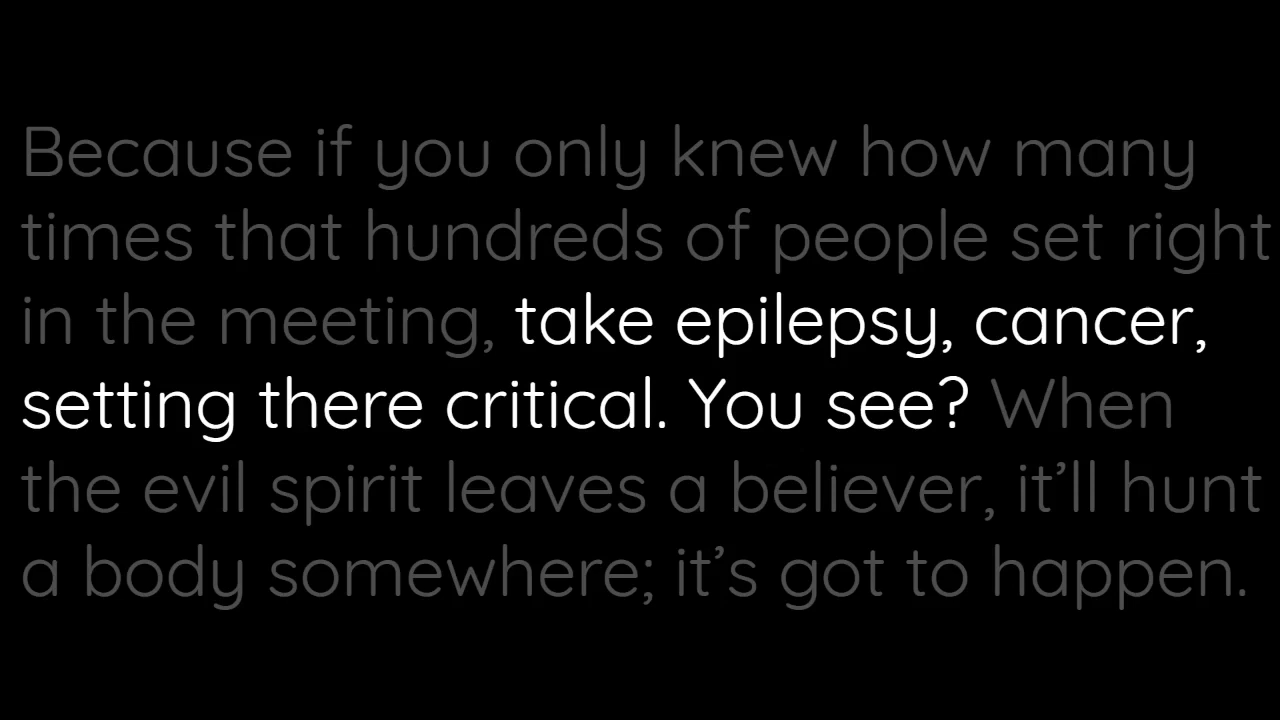 Because if you only knew how many
times that hundreds of people set right
in the meeting, take epilepsy, cancer,
setting there critical. You see? When
the evil spirit leaves a believer, it’ll hunt
a body somewhere; it’s got to happen.